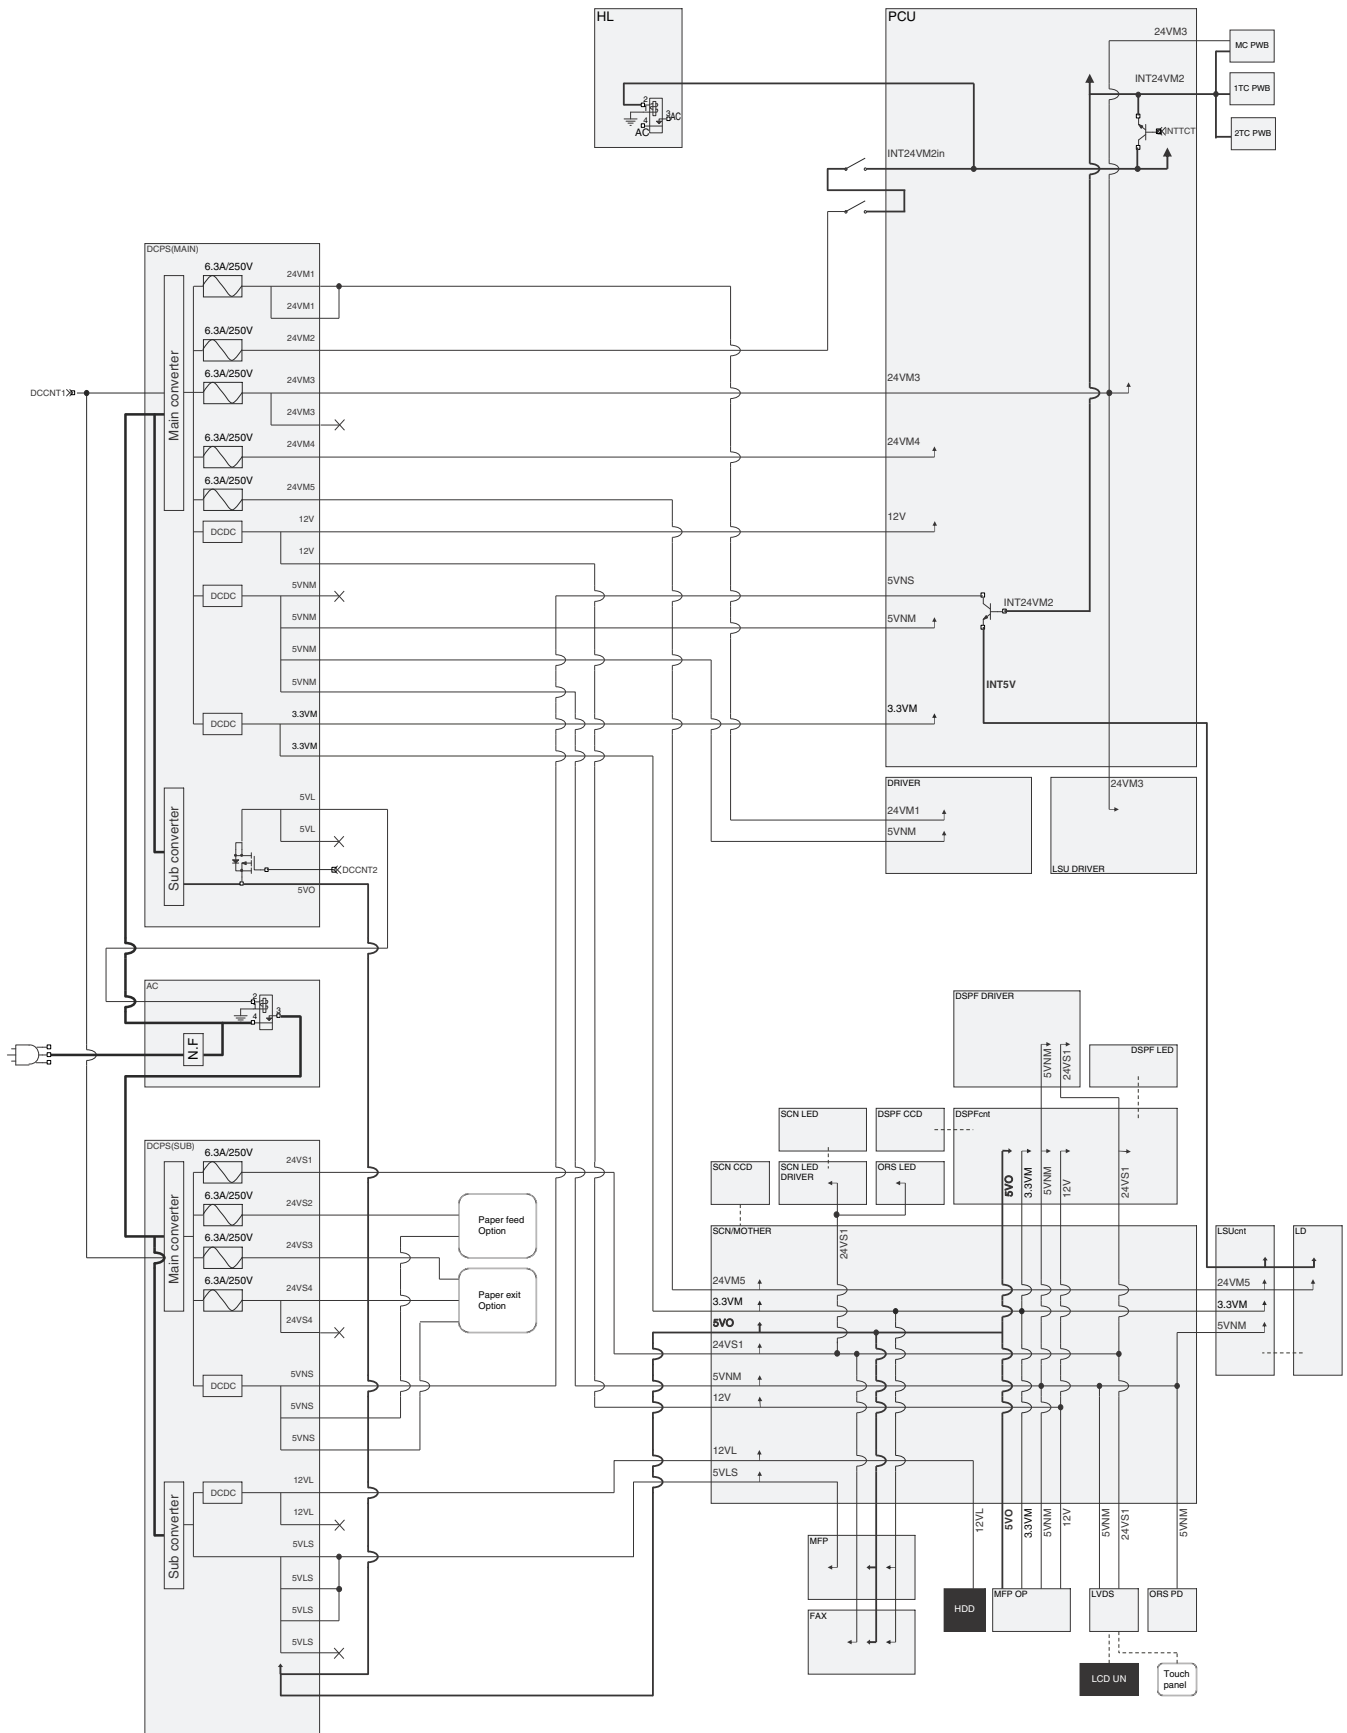 HL
PCU
24VM3
MC PWB
INT24VM2
1TC PWB
2
1
3
4
AC
AC
INTTCT
2TC PWB
INT24VM2in
DCPS(MAIN)
Main converter
6.3A/250V
24VM1
24VM1
6.3A/250V
24VM2
6.3A/250V
24VM3
24VM3
DCCNT1
24VM3
6.3A/250V
24VM4
24VM4
6.3A/250V
24VM5
12V
DCDC
12V
12V
5VNM
DCDC
5VNS
INT24VM2
5VNM
5VNM
5VNM
5VNM
INT5V
3.3VM
DCDC
3.3VM
3.3VM
Sub converter
5VL
5VL
DCCNT2
5VO
DRIVER
24VM1
5VNM
24VM3
LSU DRIVER
AC
2
1
3
4
N.F
DSPF DRIVER
5VNM
24VS1
DSPF LED
DCPS(SUB)
Main converter
6.3A/250V
24VS1
6.3A/250V
24VS2
6.3A/250V
24VS3
6.3A/250V
24VS4
24VS4
Paper feed
Option
Paper exit
Option
SCN LED
DSPF CCD
DSPFcnt
SCN CCD
SCN LED
DRIVER
ORS LED
5VO
3.3VM
5VNM
12V
24VS1
SCN/MOTHER
24VS1
LSUcnt
LD
24VM5
24VM5
3.3VM
3.3VM
5VO
5VNM
24VS1
5VNM
12V
DCDC
5VNS
5VNS
5VNS
Sub converter
DCDC
12VL
12VL
5VLS
5VLS
5VLS
5VLS
12VL
5VLS
12VL
5VO
3.3VM
5VNM
12V
5VNM
24VS1
5VNM
MFP
FAX
HDD
MFP OP
LVDS
ORS PD
LCD UN
Touch
panel